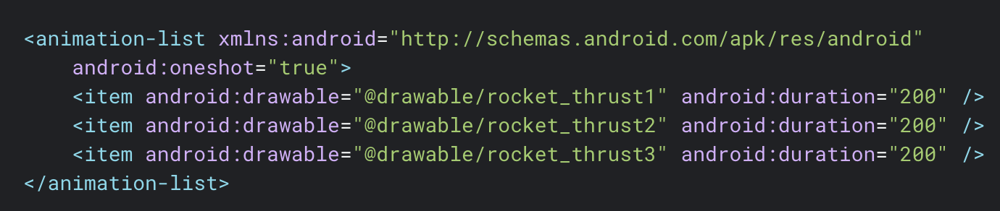 <animation-list xmlns:android="http://schemas.android.com/apk/res/android"
    android:oneshot="true">
    <item android:drawable="@drawable/rocket_thrust1" android:duration="200" />
    <item android:drawable="@drawable/rocket_thrust2" android:duration="200" />
    <item android:drawable="@drawable/rocket_thrust3" android:duration="200" />
</animation-list>